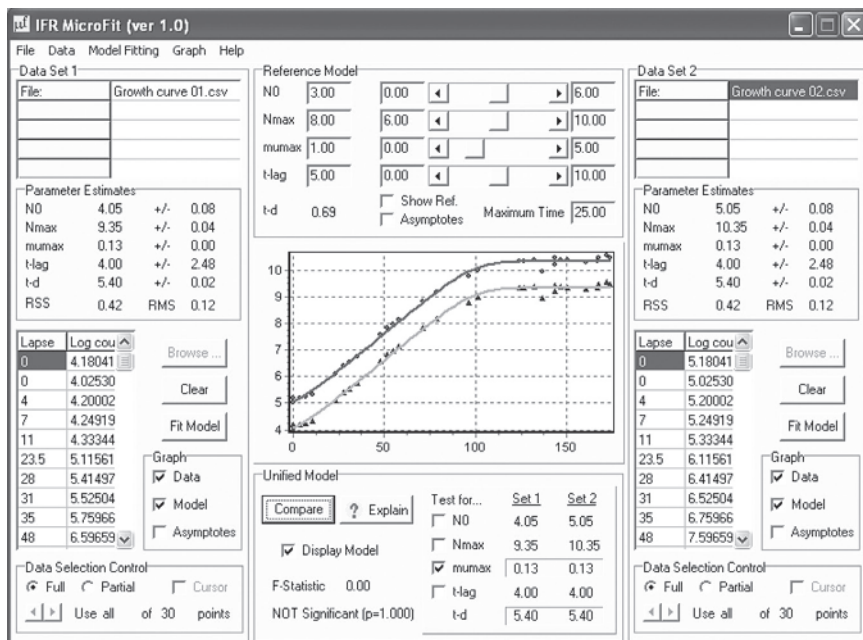 IFR MicroFit (ver 1.0)
File Data Model Fitting Graph Help
Data Set 1
File: Growth curve 01.csv
Parameter Estimates
N0 4.05 +/- 0.08
Nmax 9.35 +/- 0.04
mumax 0.13 +/- 0.00
t-lag 4.00 +/- 2.48
t-d 5.40 +/- 0.02
RSS 0.42 RMS 0.12
Lapse Log cou
0 4.18041
0 4.02530
4 4.20002
7 4.24919
11 4.33344
23.5 5.11561
28 5.41497
31 5.52504
35 5.75966
48 6.59659
Browse ...
Clear
Fit Model
Graph
Data
Model
Asymptotes
Data Selection Control
Full Partial Cursor
Use all of 30 points
Reference Model
N0 3.00 0.00 6.00
Nmax 8.00 6.00 10.00
mumax 1.00 0.00 5.00
t-lag 5.00 0.00 10.00
t-d 0.69
Show Ref.
Asymptotes
Maximum Time 25.00
10
9
8
7
6
5
4
0 50 100 150
Unified Model
Compare ? Explain
Display Model
F-Statistic 0.00
NOT Significant (p=1.000)
Test for... Set 1 Set 2
N0 4.05 5.05
Nmax 9.35 10.35
mumax 0.13 0.13
t-lag 4.00 4.00
t-d 5.40 5.40
Data Set 2
File: Growth curve 02.csv
Parameter Estimates
N0 5.05 +/- 0.08
Nmax 10.35 +/- 0.04
mumax 0.13 +/- 0.00
t-lag 4.00 +/- 2.48
t-d 5.40 +/- 0.02
RSS 0.42 RMS 0.12
Lapse Log cou
0 5.18041
0 5.02530
4 5.20002
7 5.24919
11 5.33344
23.5 6.11561
28 6.41497
31 6.52504
35 6.75966
48 7.59659
Browse ...
Clear
Fit Model
Graph
Data
Model
Asymptotes
Data Selection Control
Full Partial Cursor
Use all of 30 points